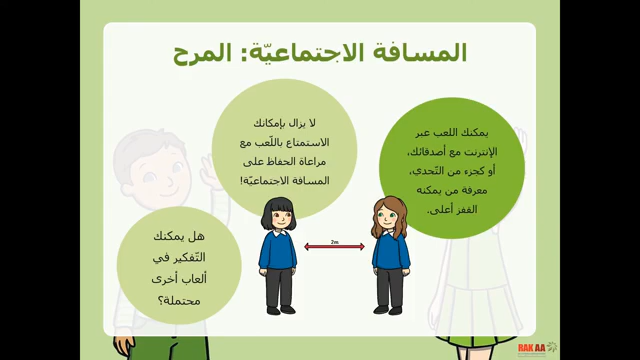 المسافة الاجتماعيّة: المرح
يمكنك اللعب عبر
الإنترنت مع أصدقائك،
أو كجزء من التّحدي،
معرفة من يمكنه
القفز أعلى.
لا يزال بإمكانك
الاستمتاع باللّعب مع
مراعاة الحفاظ على
المسافة الاجتماعيّة!
هل يمكنك
التّفكير في
ألعاب أخرى
محتملة؟
2m
RAK AA